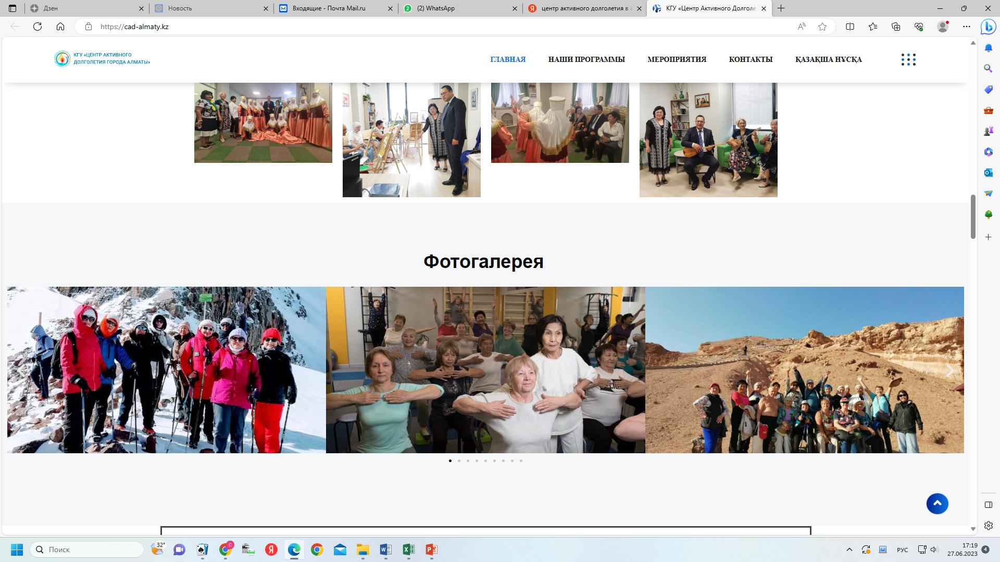 Дзен
Новость
Входящие - Почта Mail.ru
(2) WhatsApp
центр активного долголетия в а
КГУ «Центр Активного Долголе
https://cad-almaty.kz
КГУ «ЦЕНТР АКТИВНОГО
ДОЛГОЛЕТИЯ ГОРОДА АЛМАТЫ»
ГЛАВНАЯ
НАШИ ПРОГРАММЫ
МЕРОПРИЯТИЯ
КОНТАКТЫ
ҚАЗАҚША НҰСҚА
Фотогалерея
Поиск
32°
РУС
17:19
27.06.2023
4